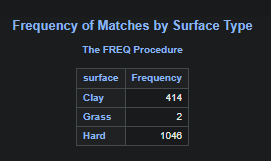 Frequency of Matches by Surface Type
The FREQ Procedure
surface Frequency
Clay 414
Grass 2
Hard 1046